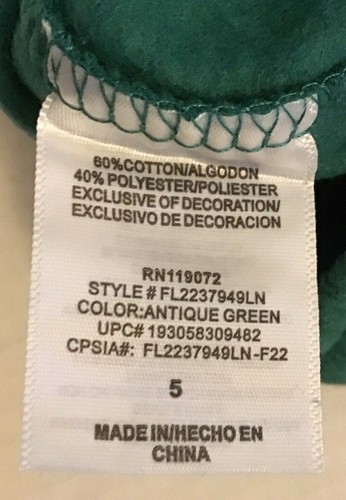 60%COTTON/ALGODON
40% POLYESTER/POLIESTER
EXCLUSIVE OF DECORATION/
EXCLUSIVO DE DECORACION
RN119072
STYLE # FL2237949LN
COLOR:ANTIQUE GREEN
UPC# 193058309482
CPSIA#: FL2237949LN-F22
5
MADE IN/HECHO EN
CHINA